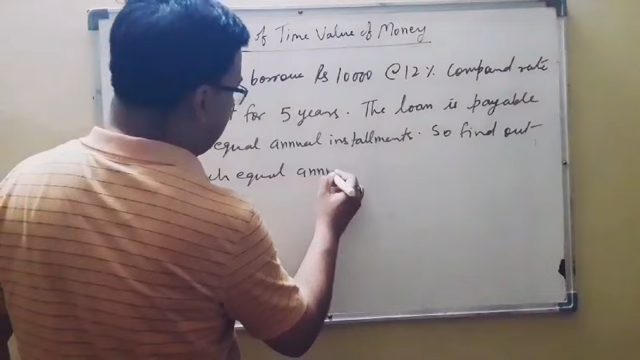 of Time Value of Money
borrow Rs 10000 @ 12% Compound rate
for 5 years. The loan is payable
equal annual installments. So find out-
equal ann